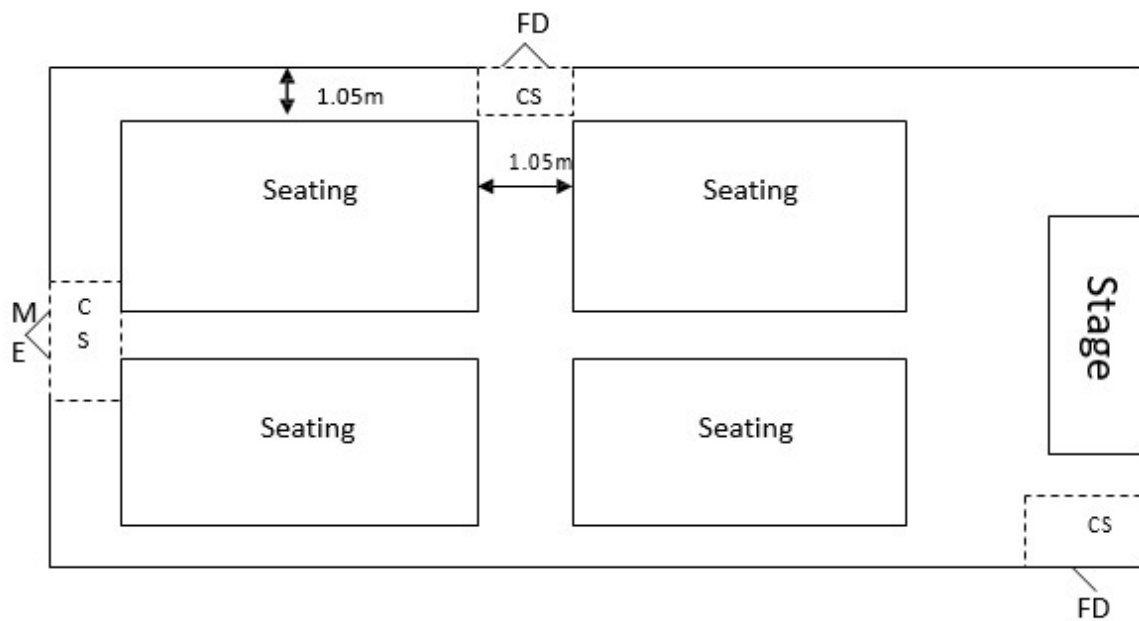 FD
1.05m
CS
1.05m
Seating
Seating
M
E
C
S
Stage
Seating
Seating
CS
FD